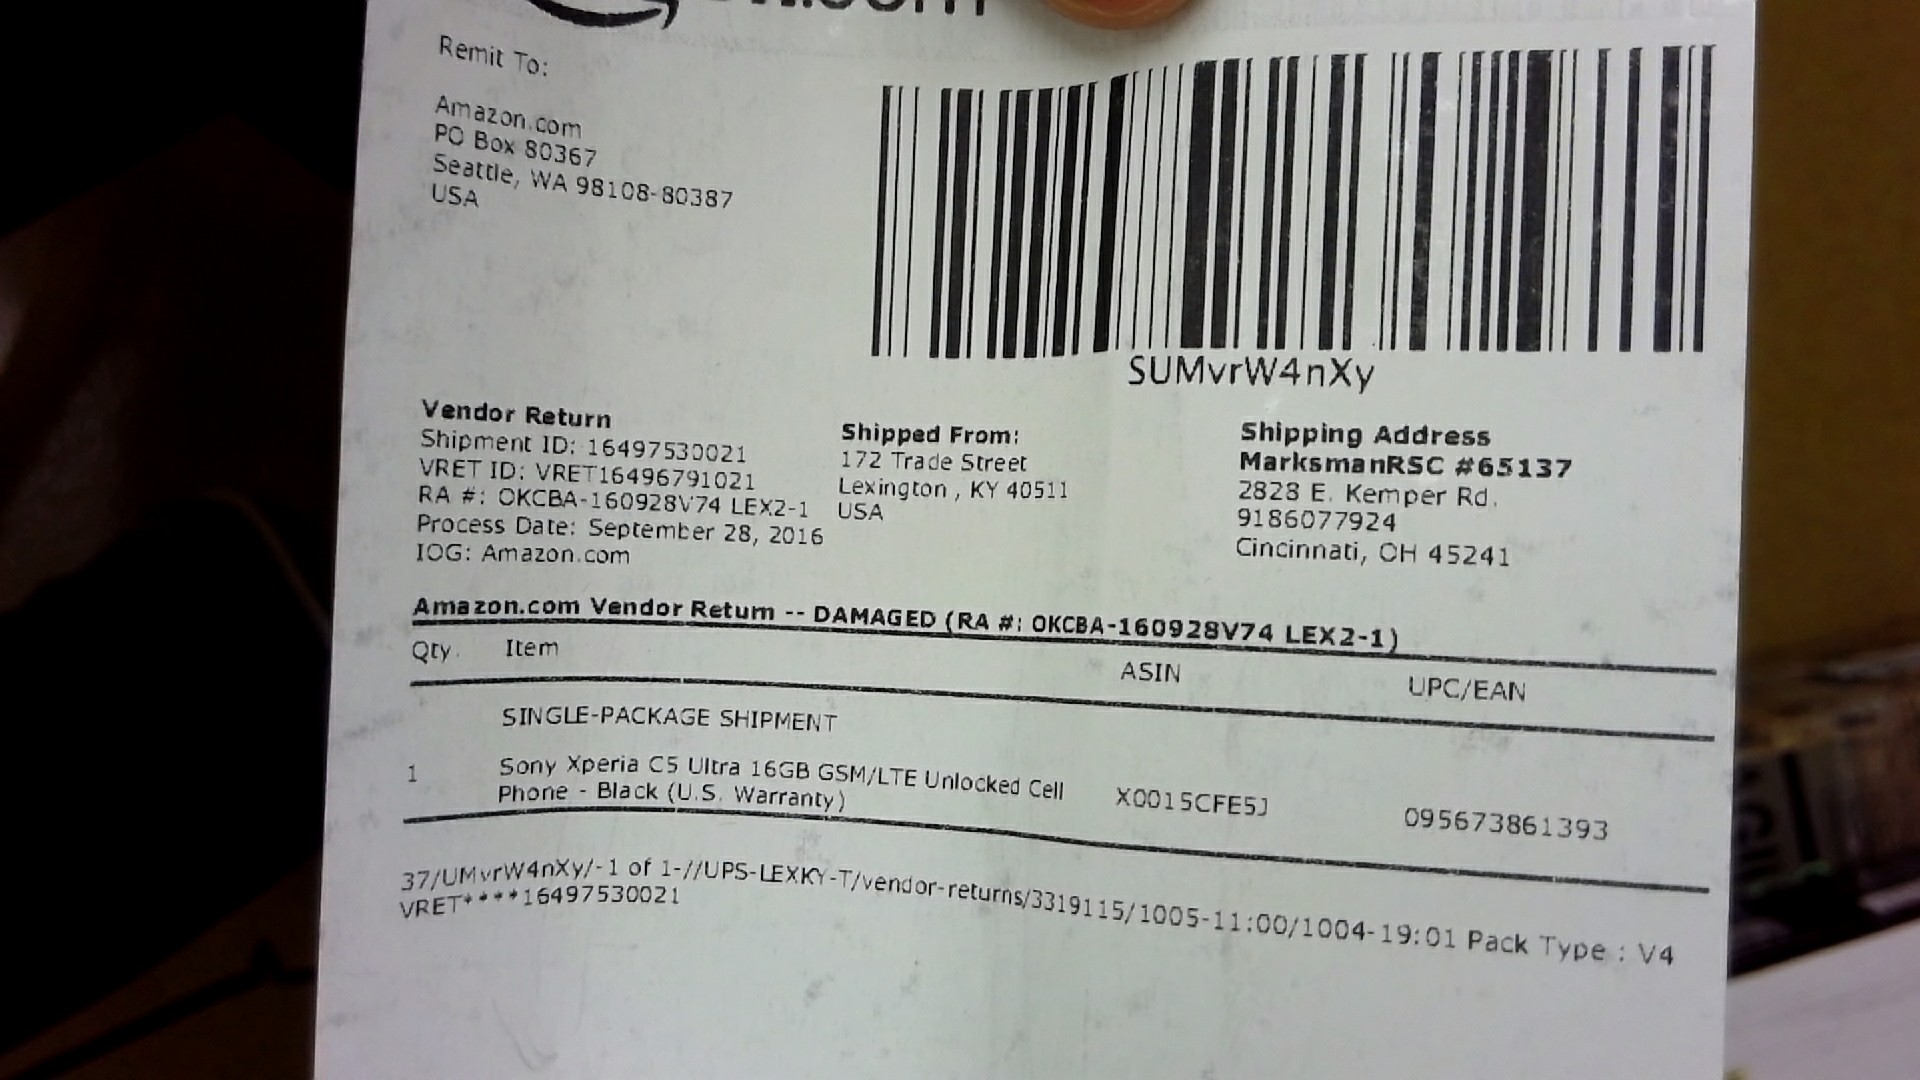 Remit To:
Amazon.com
PO Box 80367
Seattle, WA 98108-80387
USA
SUMvrW4nXy
Vendor Return
Shipment ID: 16497530021
VRET ID: VRET16496791021
RA #: OKCBA-160928V74 LEX2-1
Process Date: September 28, 2016
IOG: Amazon.com
Shipped From:
172 Trade Street
Lexington , KY 40511
USA
Shipping Address
MarksmanRSC #65137
2828 E. Kemper Rd.
9186077924
Cincinnati, OH 45241
Amazon.com Vendor Return -- DAMAGED (RA #: OKCBA-160928V74 LEX2-1)
Qty. Item ASIN UPC/EAN
SINGLE-PACKAGE SHIPMENT
1 Sony Xperia C5 Ultra 16GB GSM/LTE Unlocked Cell X0015CFE5J 095673861393
Phone - Black (U.S. Warranty)
37/UMvrW4nXy/-1 of 1-//UPS-LEXKY-T/vendor-returns/3319115/1005-11:00/1004-19:01 Pack Type : V4
VRET****16497530021